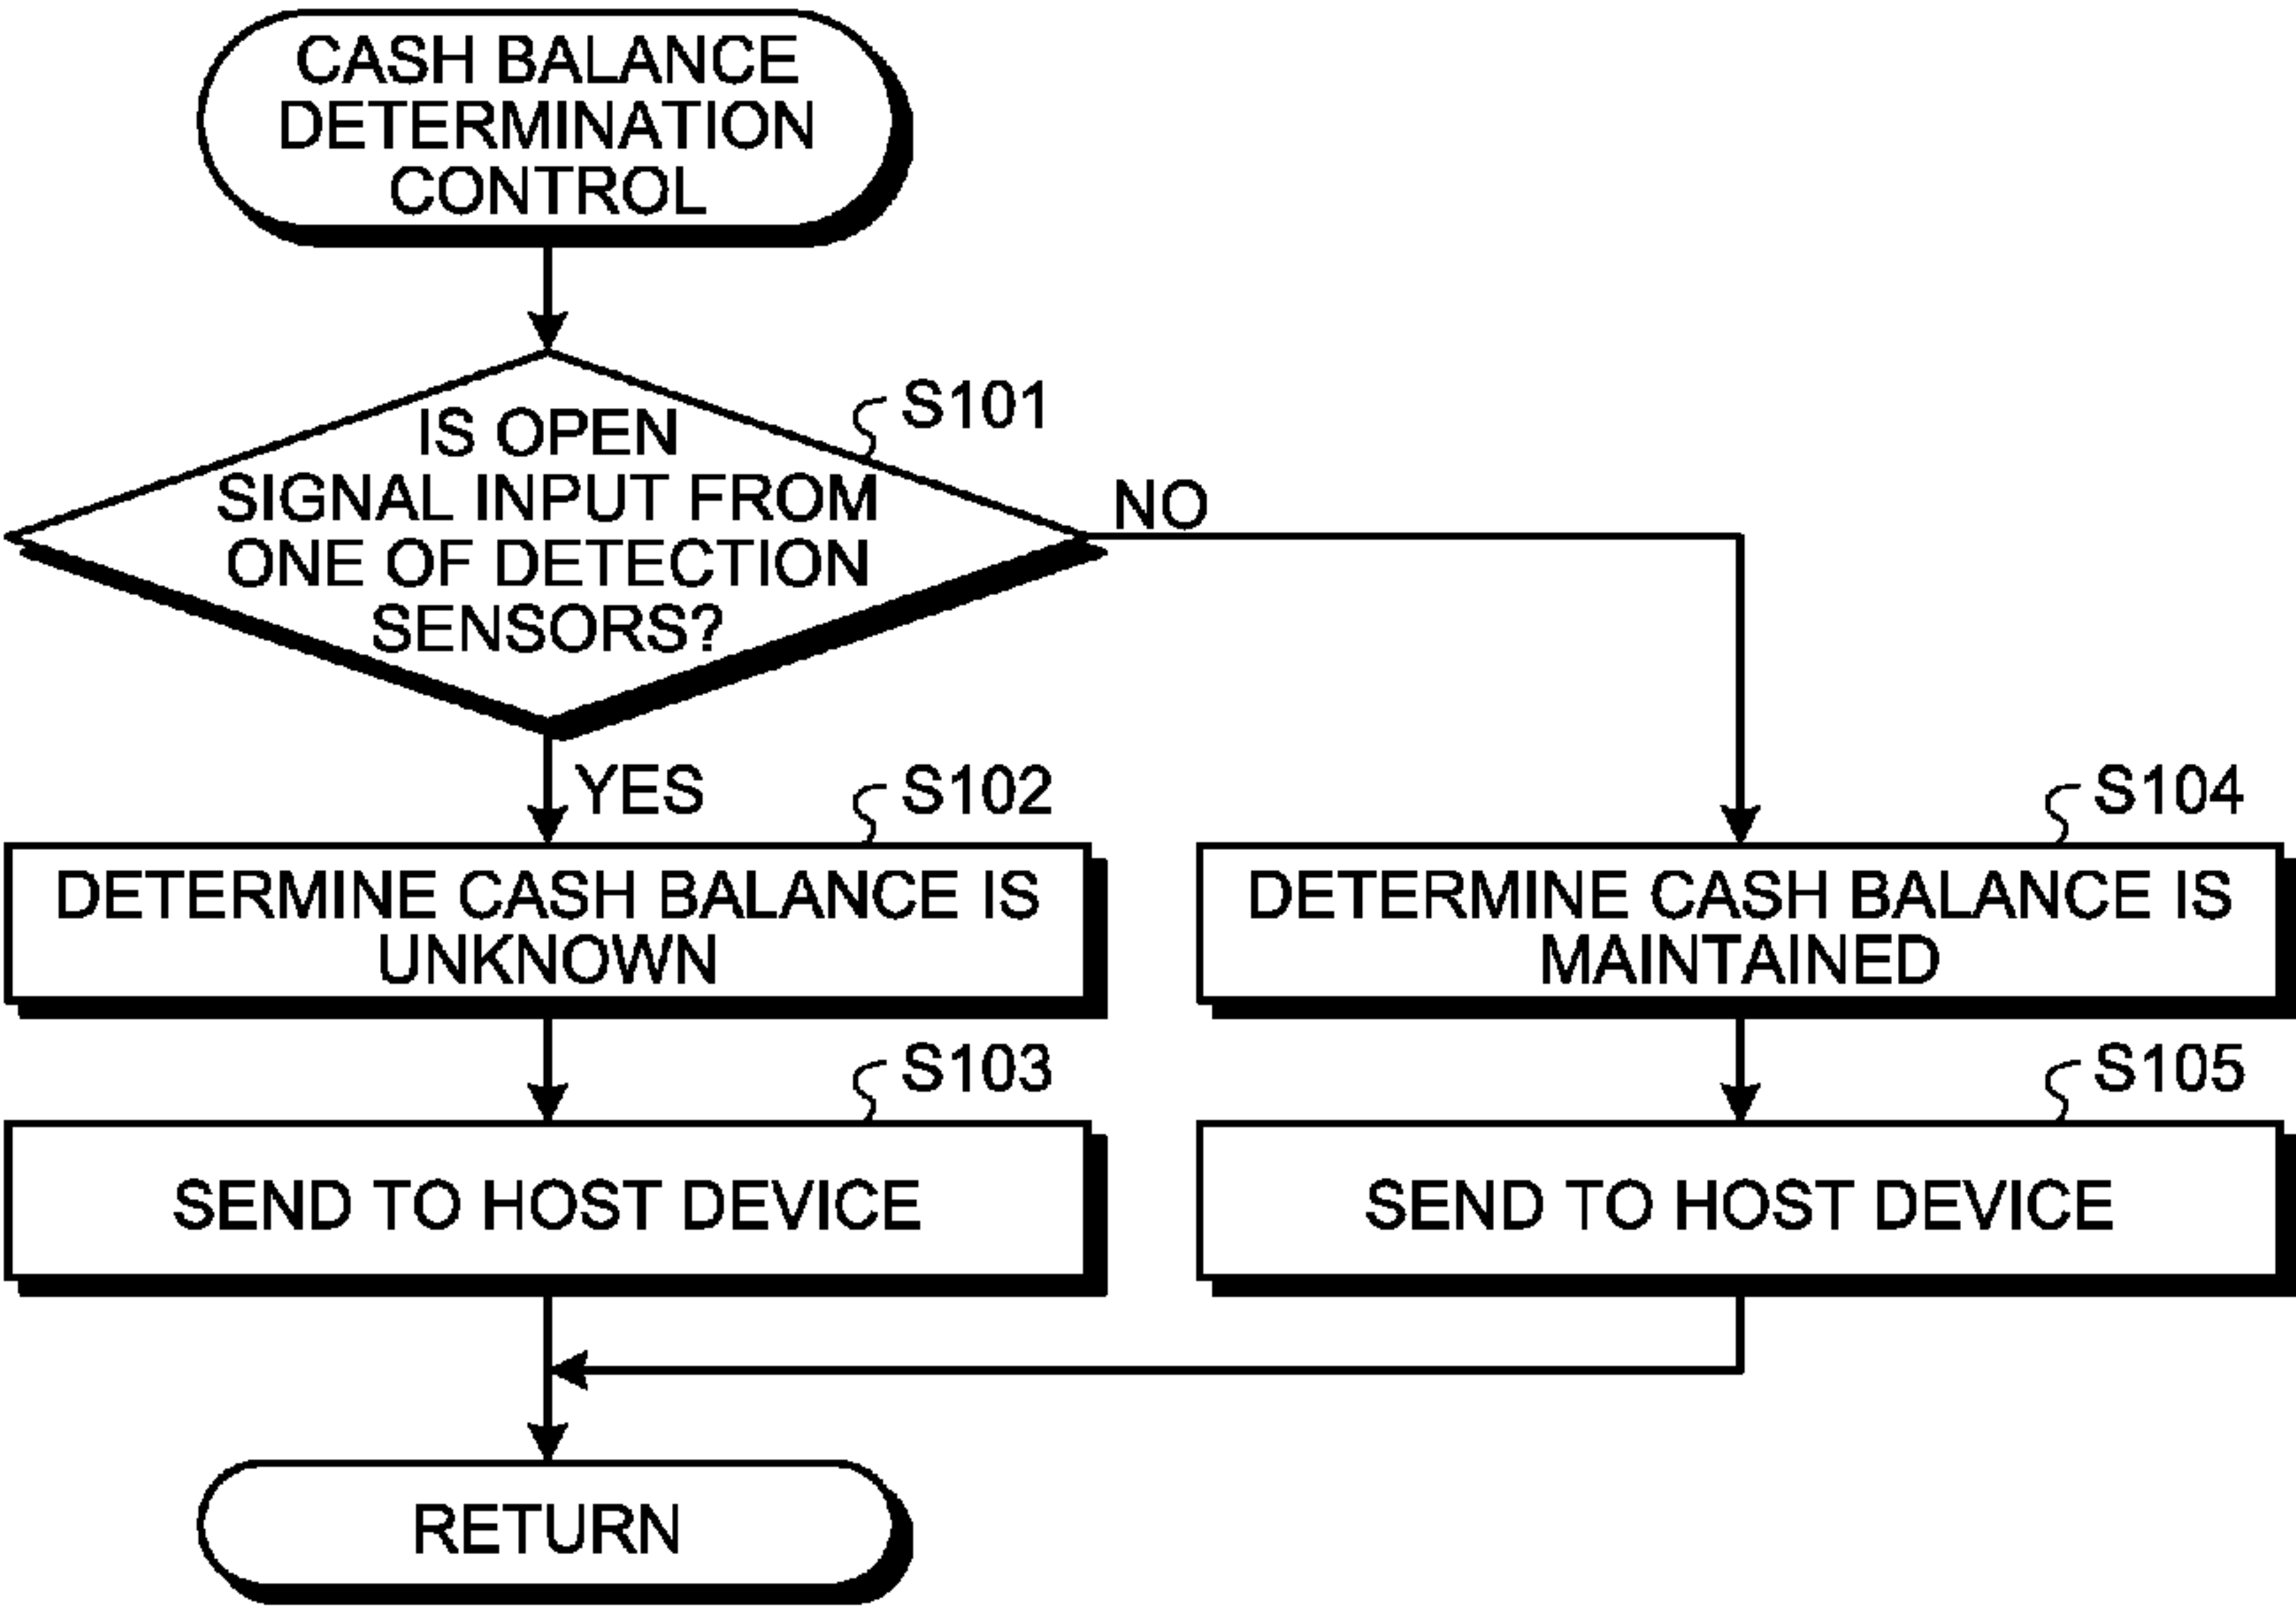 CASH BALANCE
DETERMINATION
CONTROL
S101
IS OPEN
SIGNAL INPUT FROM
ONE OF DETECTION
SENSORS?
NO
YES
S102
DETERMINE CASH BALANCE IS
UNKNOWN
S103
SEND TO HOST DEVICE
S104
DETERMINE CASH BALANCE IS
MAINTAINED
S105
SEND TO HOST DEVICE
RETURN